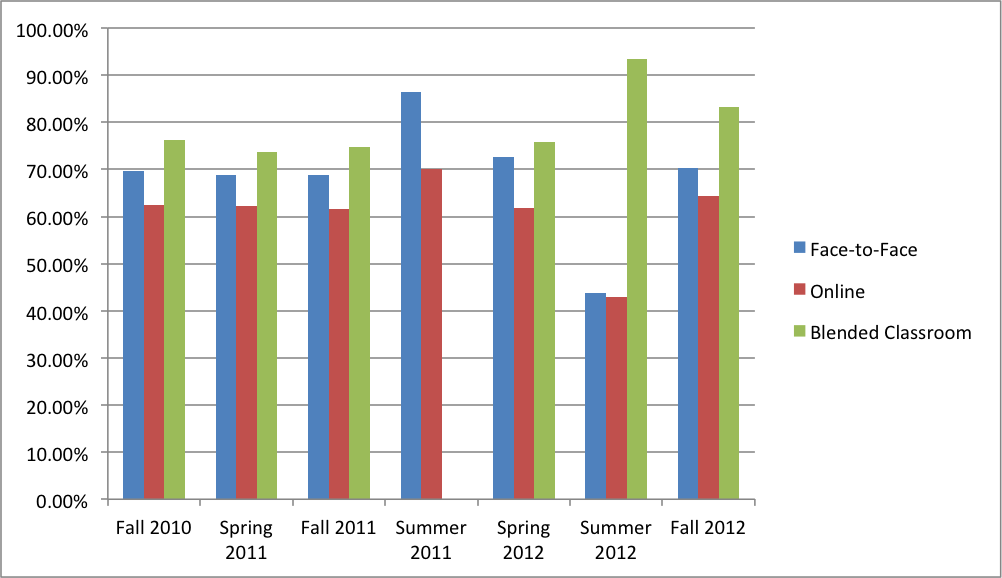 100.00%
90.00%
80.00%
70.00%
60.00%
50.00%
40.00%
30.00%
20.00%
10.00%
0.00%
Fall 2010
Spring
2011
Fall 2011
Summer
2011
Spring
2012
Summer
2012
Fall 2012
Face-to-Face
Online
Blended Classroom